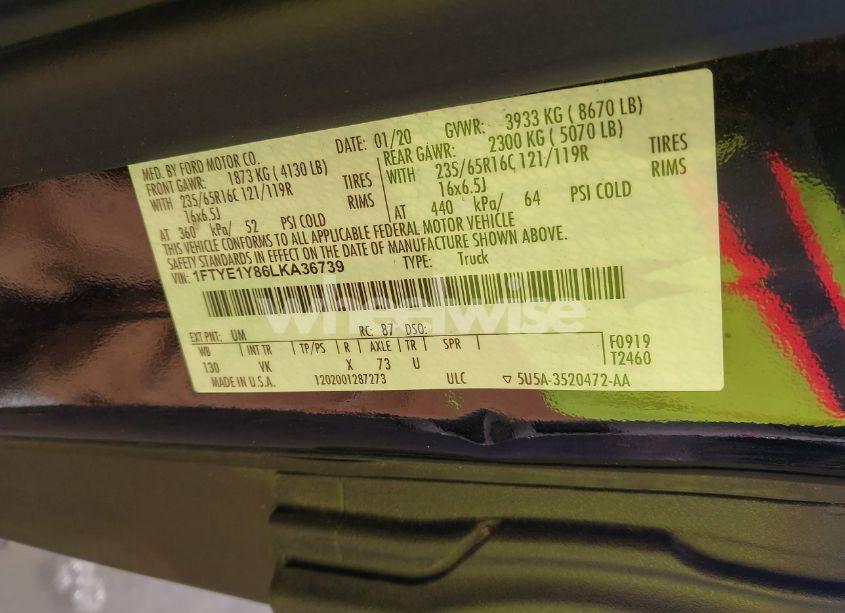 MFD. BY FORD MOTOR CO. DATE: 01/20 GVWR: 3933 KG ( 8670 LB)
FRONT GAWR: 1873 KG ( 4130 LB) REAR GAWR: 2300 KG ( 5070 LB)
WITH 235/65R16C 121/119R TIRES WITH 235/65R16C 121/119R TIRES
16x6.5J RIMS 16x6.5J RIMS
AT 360 kPa/ 52 PSI COLD AT 440 kPa/ 64 PSI COLD
THIS VEHICLE CONFORMS TO ALL APPLICABLE FEDERAL MOTOR VEHICLE
SAFETY STANDARDS IN EFFECT ON THE DATE OF MANUFACTURE SHOWN ABOVE.
VIN: 1FTYE1Y86LKA36739 TYPE: Truck
wheelwise
EXT PNT: UM RC: 87 DSO:
WB INT TR TP/PS R AXLE TR SPR F0919
130 VK X 73 U T2460
MADE IN U.S.A. 1202001287273 ULC ▽ 5U5A-3520472-AA